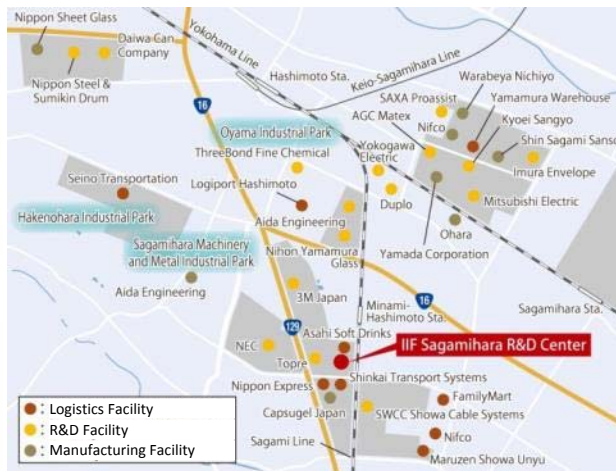 Nippon Sheet Glass
Daiwa Can
Company
Nippon Steel &
Sumikin Drum
Yokohama Line
Hashimoto Sta.
Keio-Sagamihara Line
16
Oyama Industrial Park
ThreeBond Fine Chemical
Logiport Hashimoto
Aida Engineering
Nihon Yamamura
Glass
Yokogawa
Electric
Duplo
SAXA Proassist
AGC Matex
Nifco
Warabeya Nichiyo
Yamamura Warehouse
Kyoei Sangyo
Shin Sagami Sanso
Imura Envelope
Mitsubishi Electric
Ohara
Yamada Corporation
Seino Transportation
Hakenohara Industrial Park
Sagamihara Machinery
and Metal Industrial Park
Aida Engineering
3M Japan
129
Minami-
Hashimoto Sta.
16
Sagamihara Sta.
Asahi Soft Drinks
NEC
Topre
IIF Sagamihara R&D Center
Nippon Express
Shinkai Transport Systems
Capsugel Japan
FamilyMart
SWCC Showa Cable Systems
Nifco
Sagami Line
Maruzen Showa Unyu
: Logistics Facility
: R&D Facility
: Manufacturing Facility